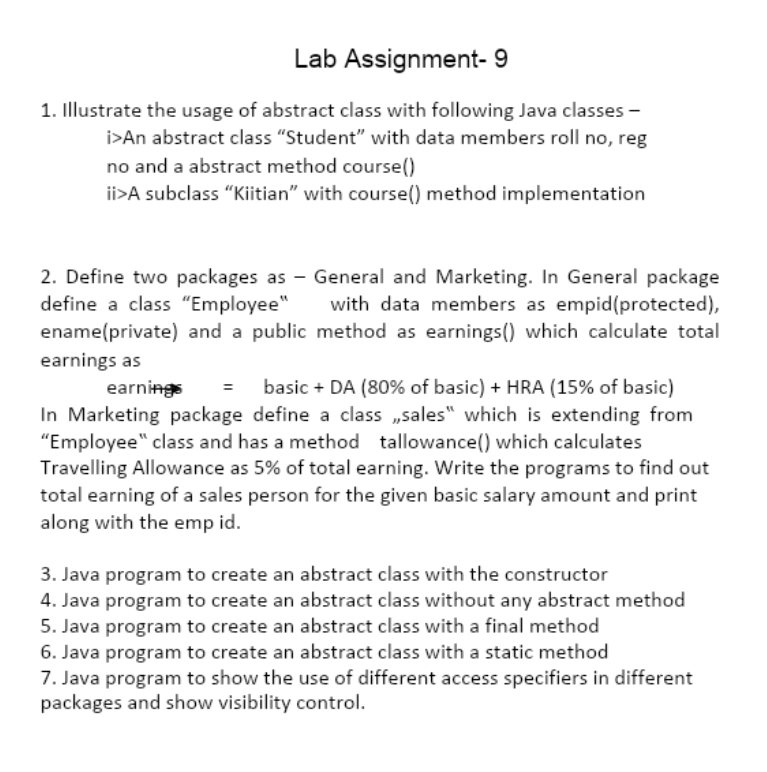 Lab Assignment- 9
1. Illustrate the usage of abstract class with following Java classes –
i>An abstract class “Student” with data members roll no, reg
no and a abstract method course()
ii>A subclass “Kiitian” with course() method implementation
2. Define two packages as – General and Marketing. In General package
define a class “Employee‟ with data members as empid(protected),
ename(private) and a public method as earnings() which calculate total
earnings as
earnings = basic + DA (80% of basic) + HRA (15% of basic)
In Marketing package define a class „sales‟ which is extending from
“Employee‟ class and has a method tallowance() which calculates
Travelling Allowance as 5% of total earning. Write the programs to find out
total earning of a sales person for the given basic salary amount and print
along with the emp id.
3. Java program to create an abstract class with the constructor
4. Java program to create an abstract class without any abstract method
5. Java program to create an abstract class with a final method
6. Java program to create an abstract class with a static method
7. Java program to show the use of different access specifiers in different
packages and show visibility control.